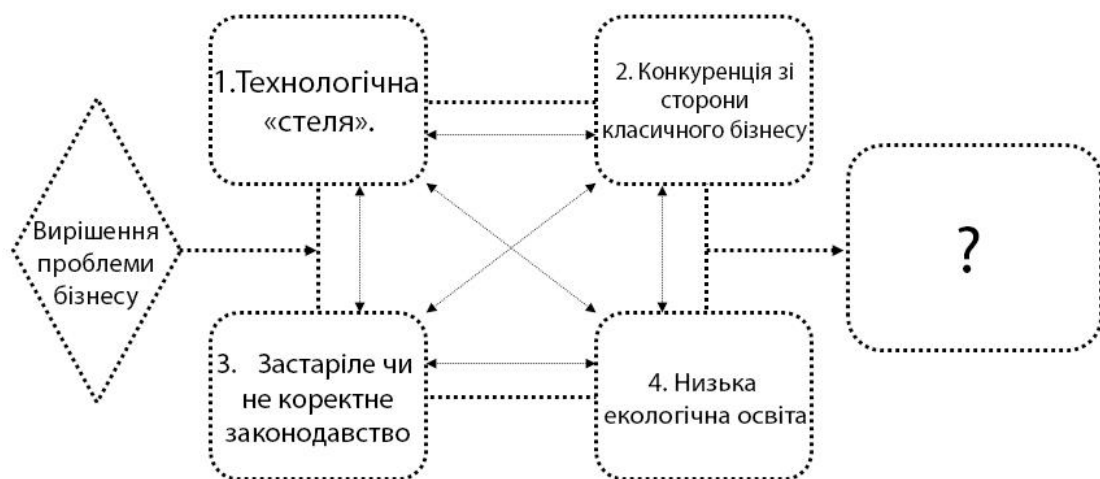 Вирішення
проблеми
бізнесу
1.Технологічна
«стеля».
2. Конкуренція зі
сторони
класичного бізнесу
3. Застаріле чи
не коректне
законодавство
4. Низька
екологічна освіта
?